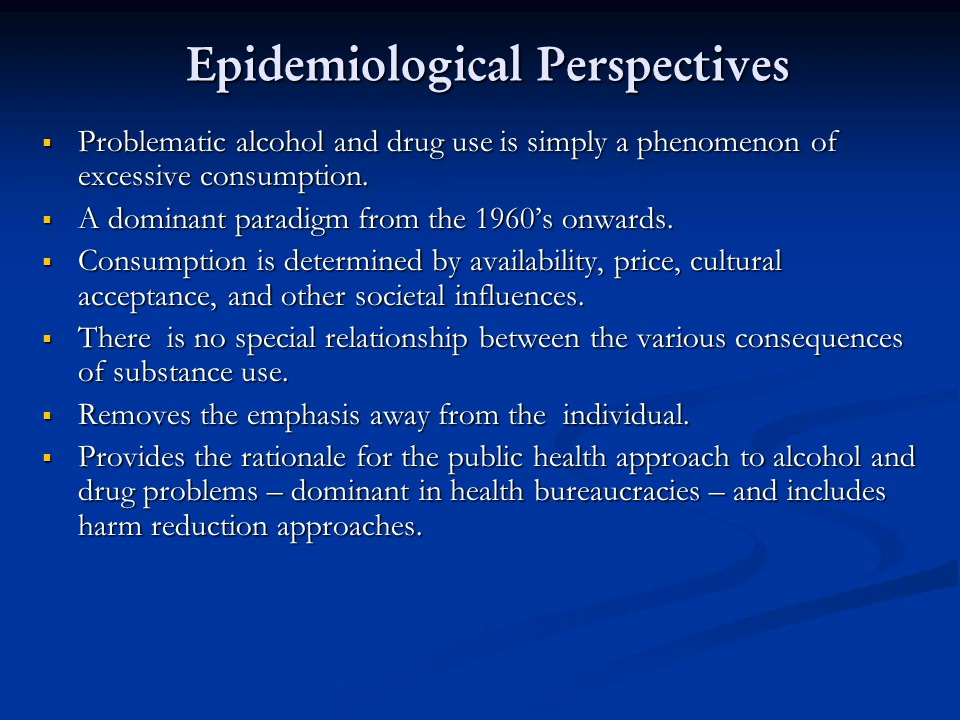 Epidemiological Perspectives
▪ Problematic alcohol and drug use is simply a phenomenon of
excessive consumption.
▪ A dominant paradigm from the 1960’s onwards.
▪ Consumption is determined by availability, price, cultural
acceptance, and other societal influences.
▪ There  is no special relationship between the various consequences
of substance use.
▪ Removes the emphasis away from the  individual.
▪ Provides the rationale for the public health approach to alcohol and
drug problems – dominant in health bureaucracies – and includes
harm reduction approaches.